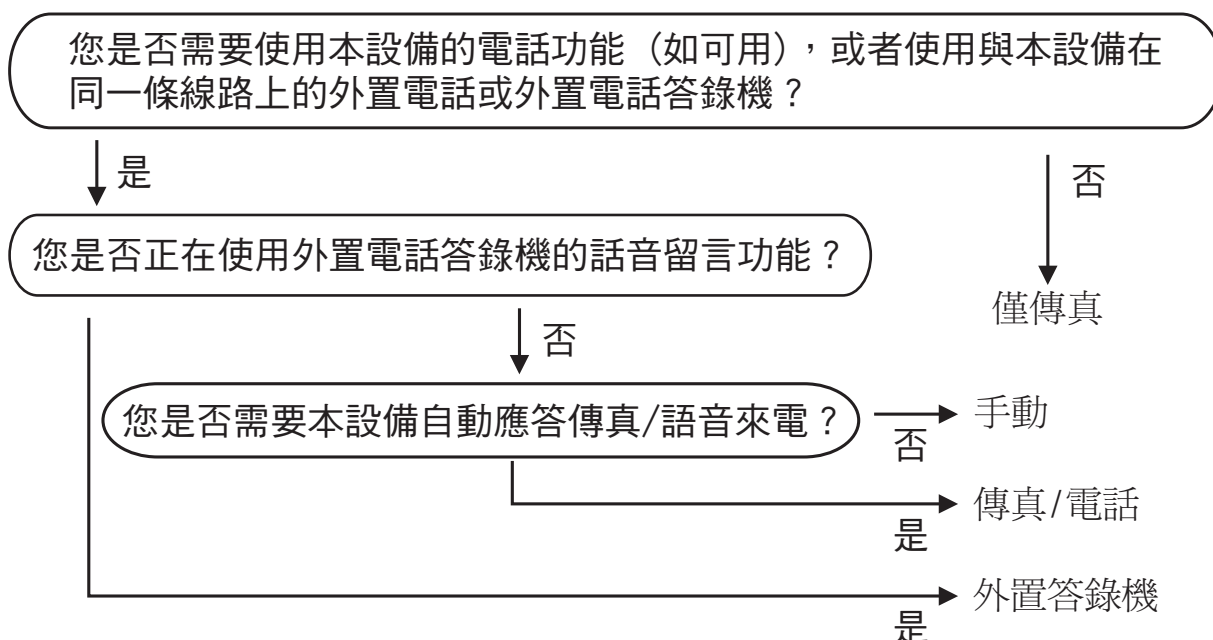 您是否需要使用本設備的電話功能（如可用），或者使用與本設備在
同一條線路上的外置電話或外置電話答錄機？
是
否
您是否正在使用外置電話答錄機的話音留言功能？
僅傳真
否
您是否需要本設備自動應答傳真/語音來電？
手動
否
傳真/電話
是
外置答錄機
是